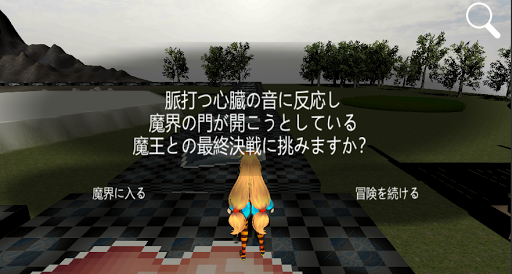 脈打つ心臓の音に反応し
魔界の門が開こうとしている
魔王との最終決戦に挑みますか?
魔界に入る
冒険を続ける